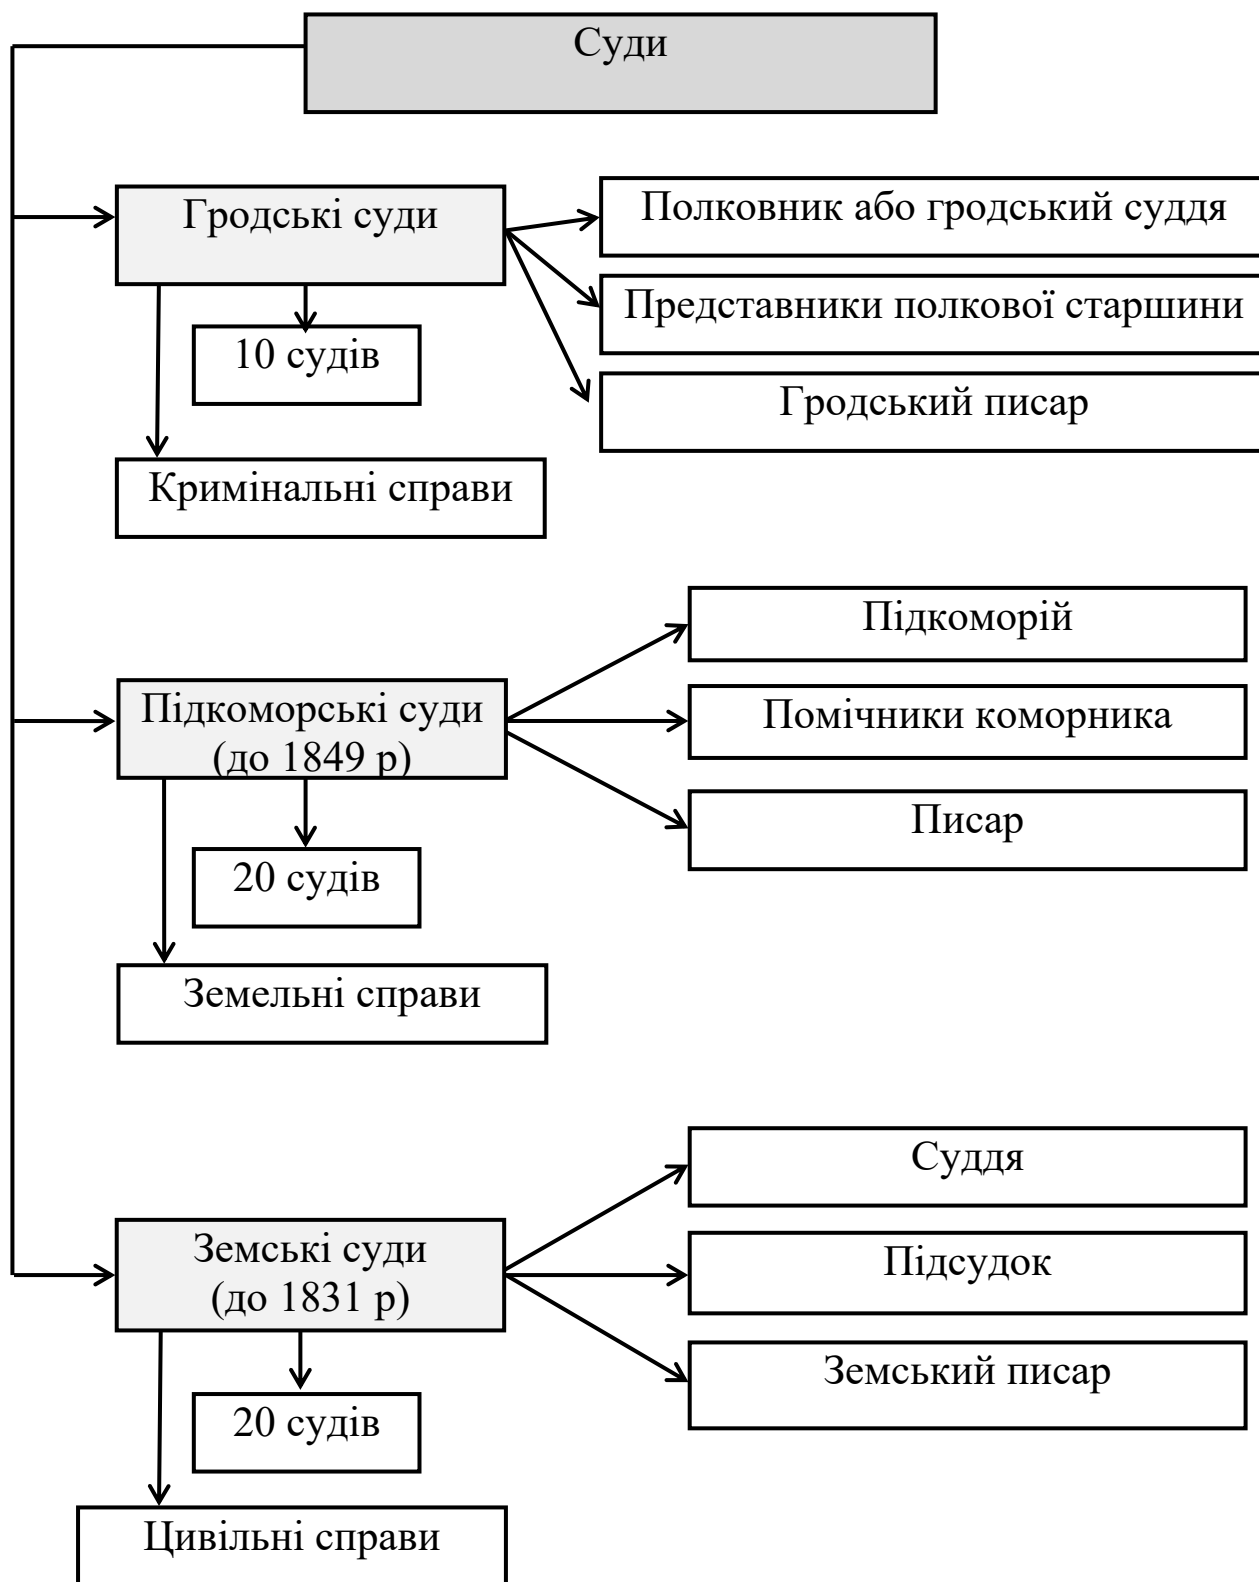 Суди
Гродські суди
Полковник або гродський суддя
Представники полкової старшини
Гродський писар
10 судів
Кримінальні справи
Підкоморій
Підкоморські суди
(до 1849 р)
Помічники коморника
Писар
20 судів
Земельні справи
Суддя
Земські суди
(до 1831 р)
Підсудок
Земський писар
20 судів
Цивільні справи